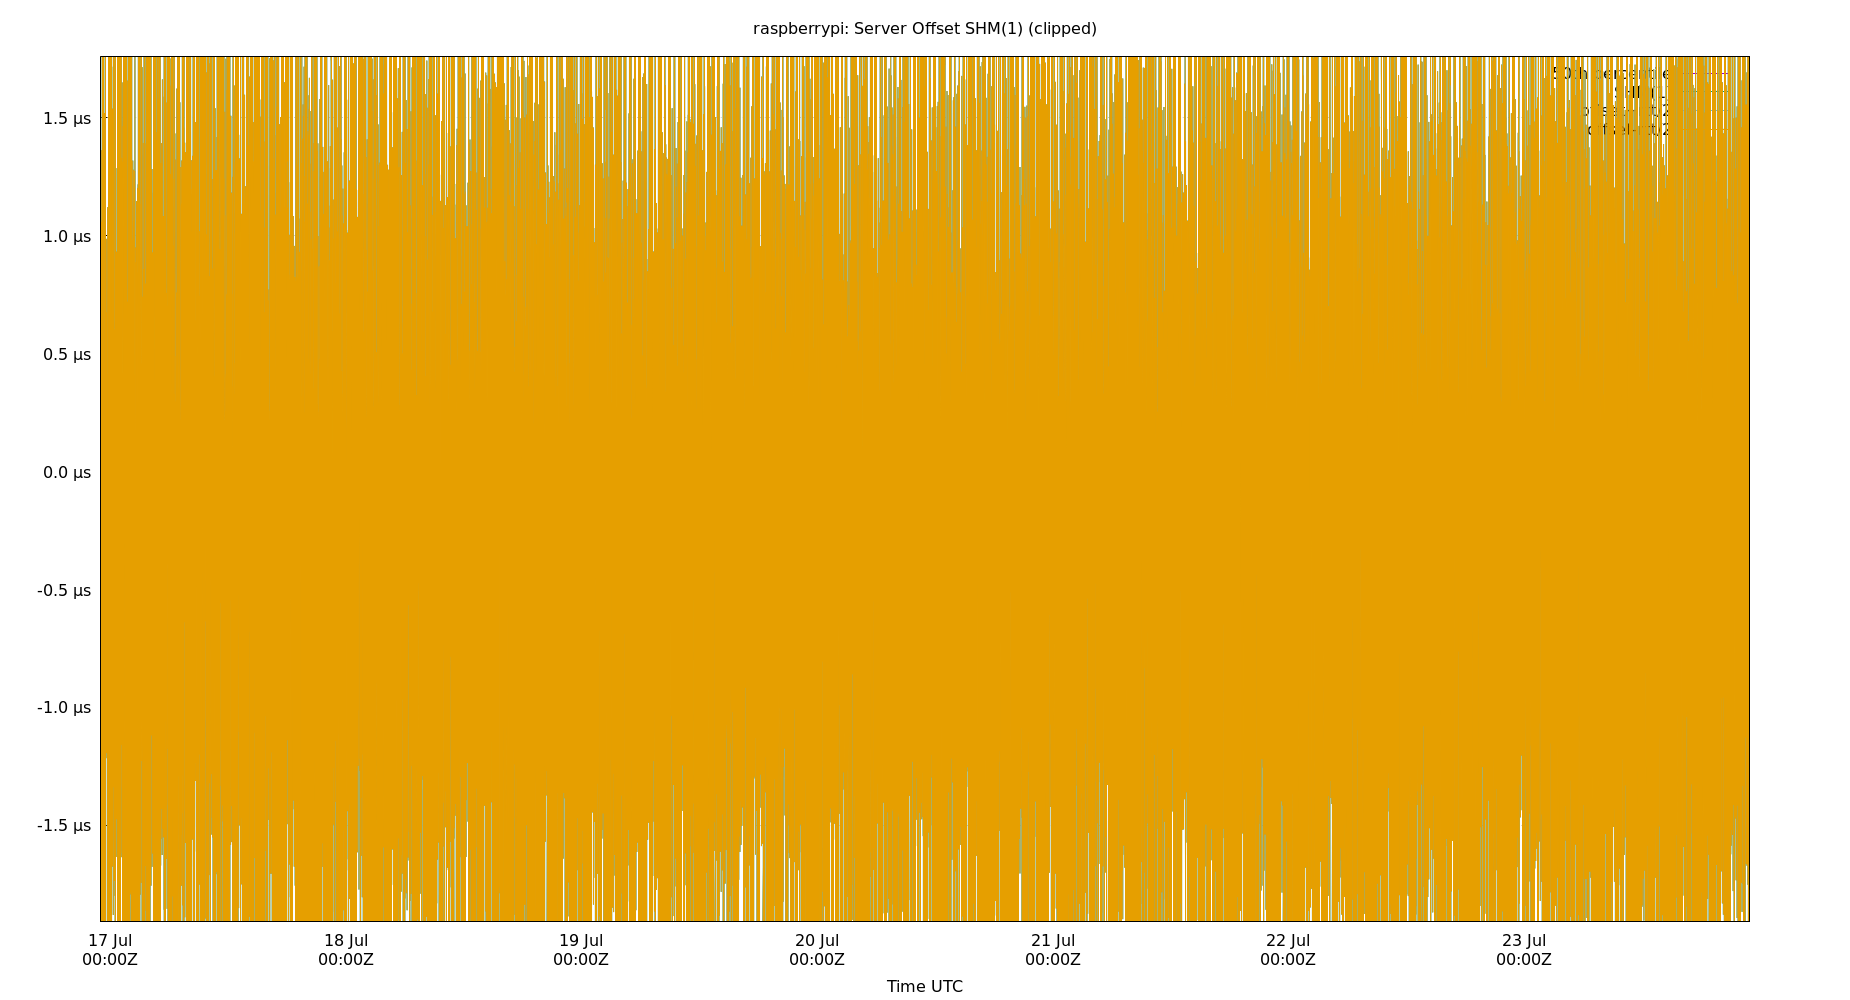 raspberrypi: Server Offset SHM(1) (clipped)
1.5 µs
1.0 µs
0.5 µs
0.0 µs
-0.5 µs
-1.0 µs
-1.5 µs
17 Jul 18 Jul 19 Jul 20 Jul 21 Jul 22 Jul 23 Jul
00:00Z 00:00Z 00:00Z 00:00Z 00:00Z 00:00Z 00:00Z
Time UTC